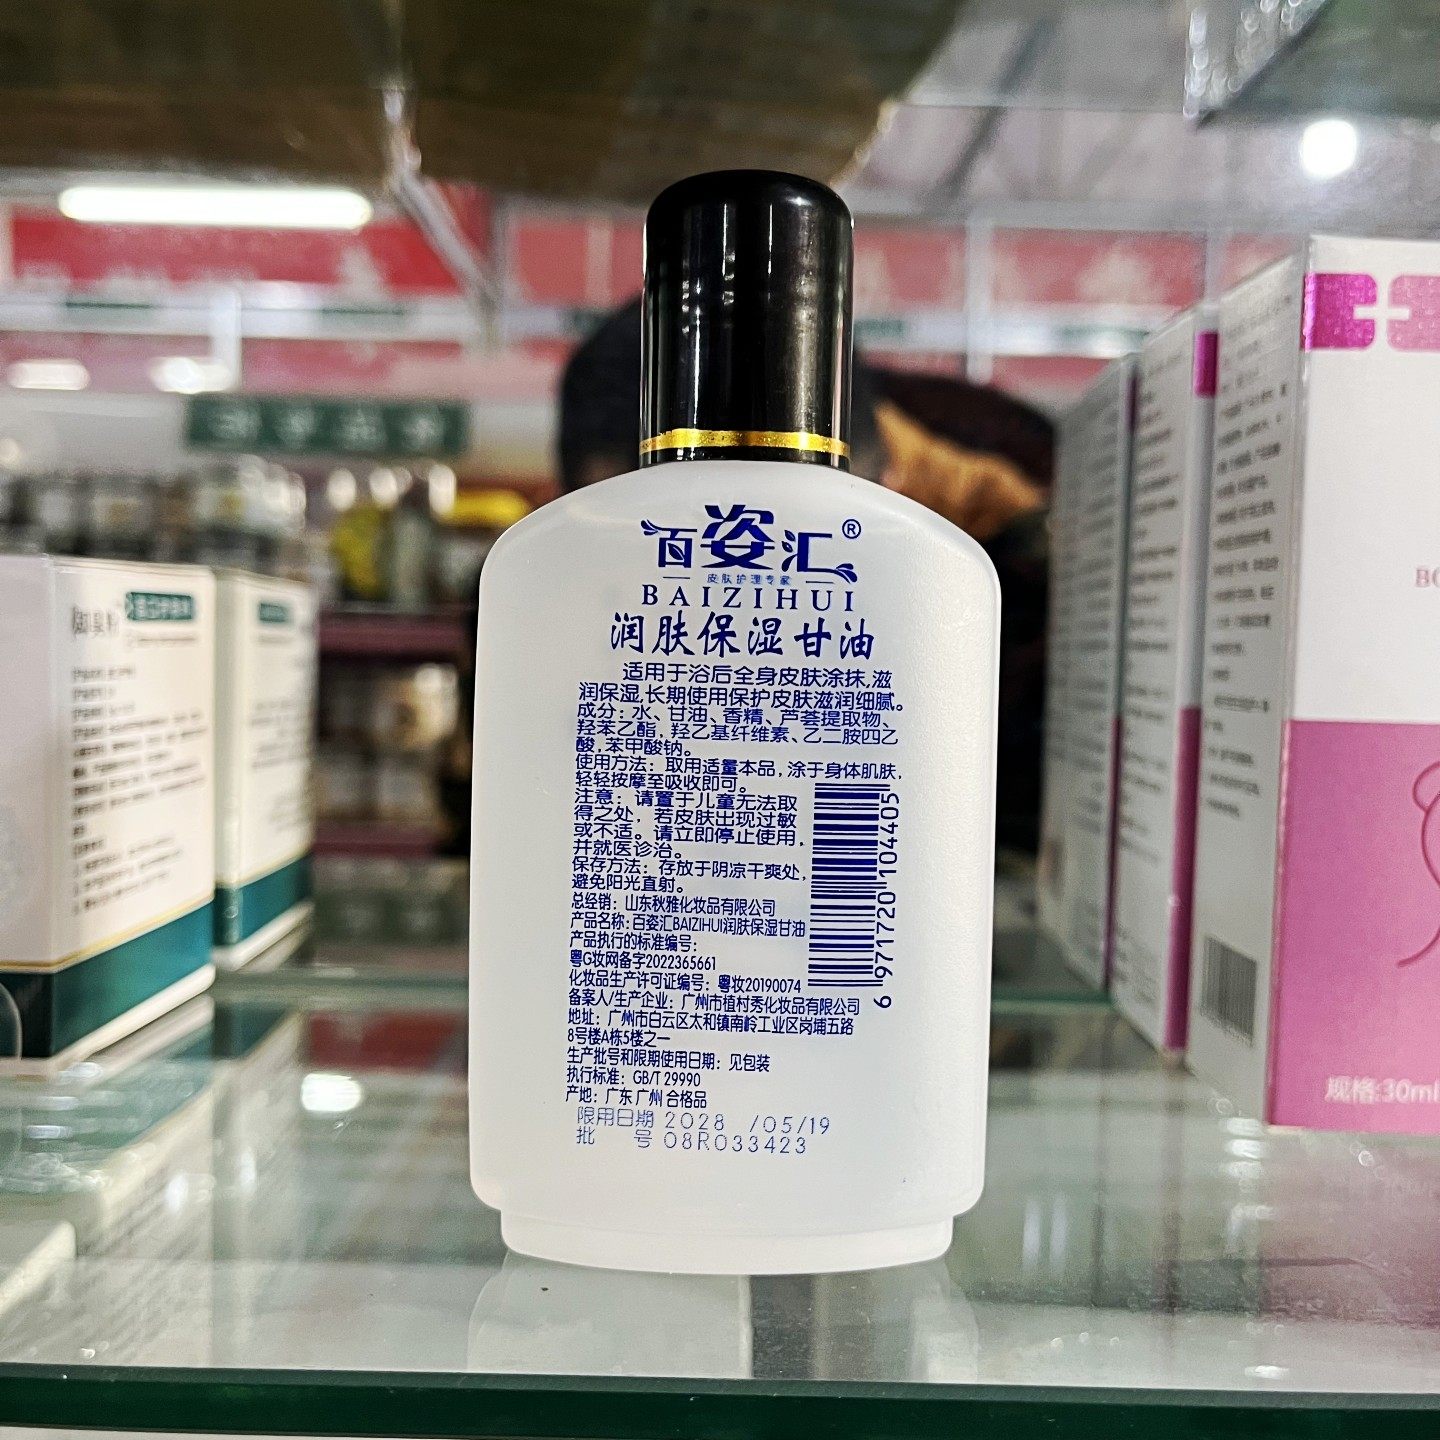 百姿汇®
皮肤护理专家
BAIZIHUI
润肤保湿甘油
适用于浴后全身皮肤涂抹,滋
润保湿,长期使用保护皮肤滋润细腻。
成分：水、甘油、香精、芦荟提取物、
羟苯乙酯，羟乙基纤维素、乙二胺四乙
酸，苯甲酸钠。
使用方法：取用适量本品，涂于身体肌肤，
轻轻按摩至吸收即可。
注意：请置于儿童无法取
得之处，若皮肤出现过敏
或不适。请立即停止使用，
并就医诊治。
保存方法：存放于阴凉干爽处，
避免阳光直射。
总经销：山东秋雅化妆品有限公司
产品名称：百姿汇BAIZIHUI润肤保湿甘油
产品执行的标准编号：
粤G妆网备字2022365661
化妆品生产许可证编号：粤妆20190074
备案人/生产企业：广州市植村秀化妆品有限公司
地址：广州市白云区太和镇南岭工业区岗埔五路
8号楼A栋5楼之一
生产批号和限期使用日期：见包装
执行标准：GB/T 29990
产地：广东 广州 合格品
限用日期 2028 /05/19
批 号 08R033423
6 971720 104405
规格:30ml